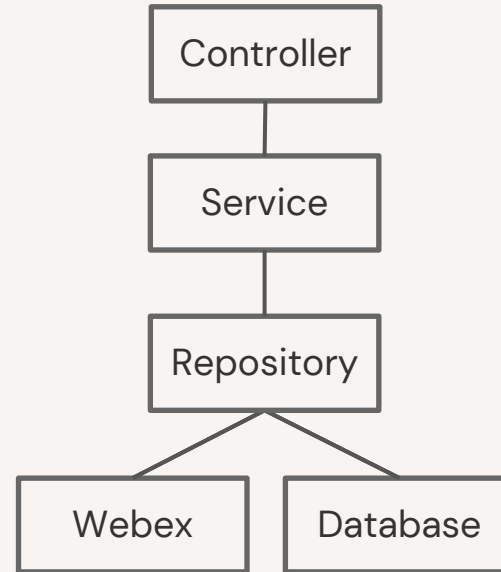 Controller
Service
Repository
Webex
Database